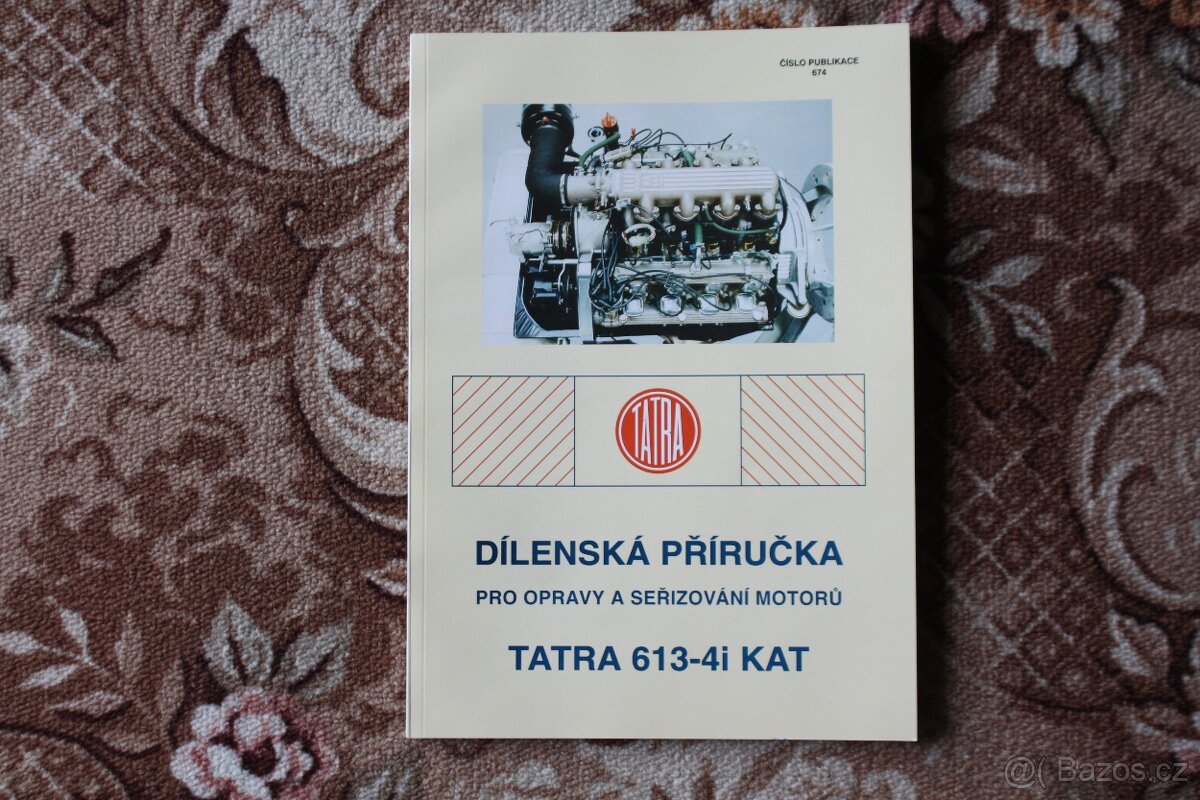 ČÍSLO PUBLIKACE
674
TATRA
DÍLENSKÁ PŘÍRUČKA
PRO OPRAVY A SEŘIZOVÁNÍ MOTORŮ
TATRA 613-4i KAT
@( Bazos.cz